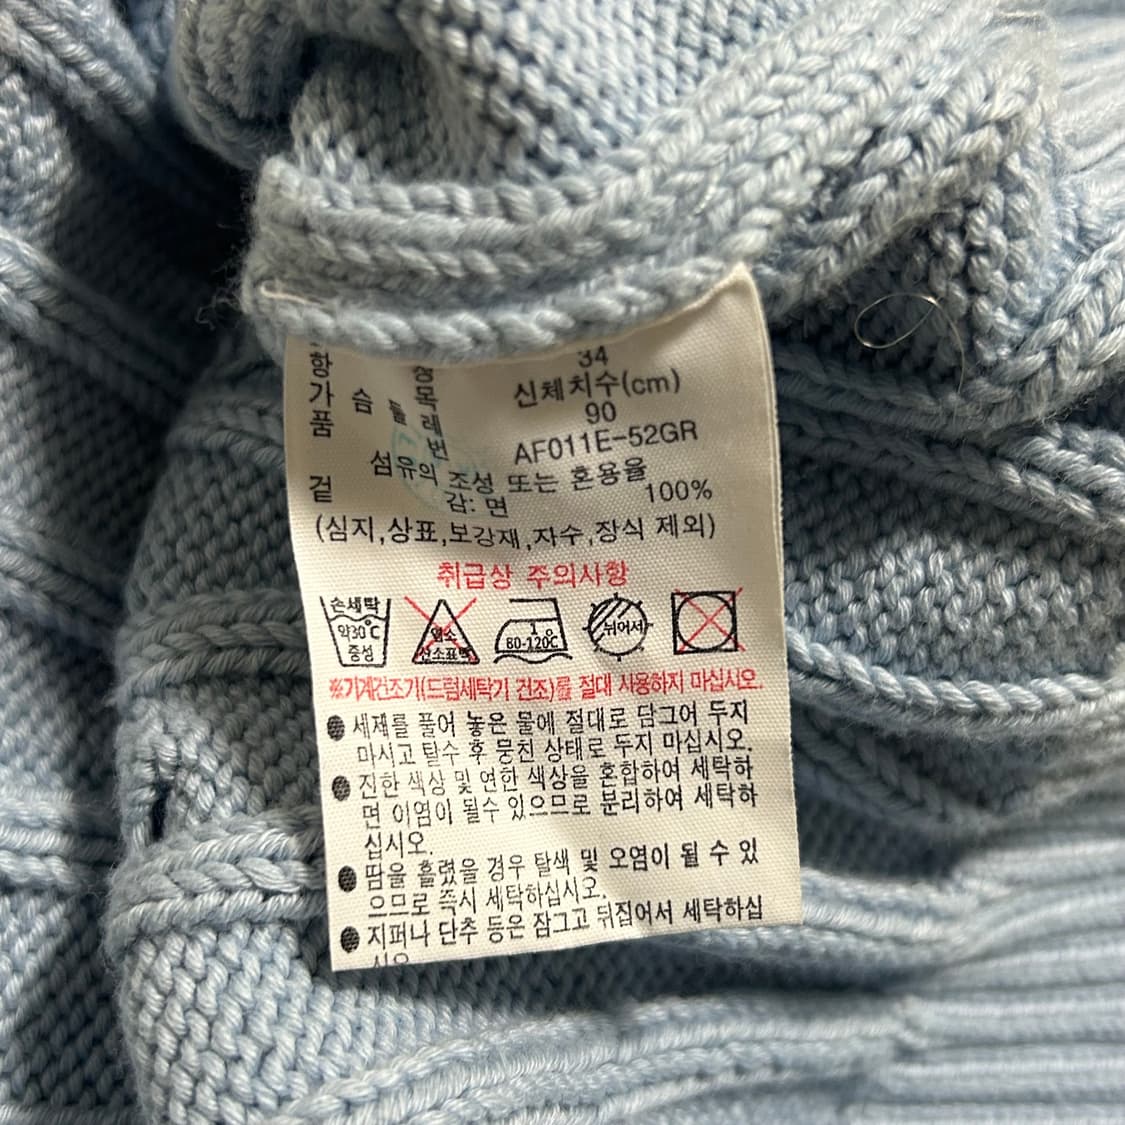 34
항 목 신체치수(cm)
가 슴 둘 레 90
품 번 AF011E-52GR
섬유의 조성 또는 혼용율
겉 감: 면 100%
(심지,상표,보강재,자수,장식 제외)
취급상 주의사항
손세탁
약30℃
중성
염소
산소표백
80-120℃
뉘어서
※기계건조기(드럼세탁기 건조)를 절대 사용하지 마십시오.
● 세제를 풀어 놓은 물에 절대로 담그어 두지
마시고 탈수 후 뭉친 상태로 두지 마십시오.
● 진한 색상 및 연한 색상을 혼합하여 세탁하
면 이염이 될수 있으므로 분리하여 세탁하
십시오.
● 땀을 흘렸을 경우 탈색 및 오염이 될 수 있
으므로 즉시 세탁하십시오.
● 지퍼나 단추 등은 잠그고 뒤집어서 세탁하십
시오